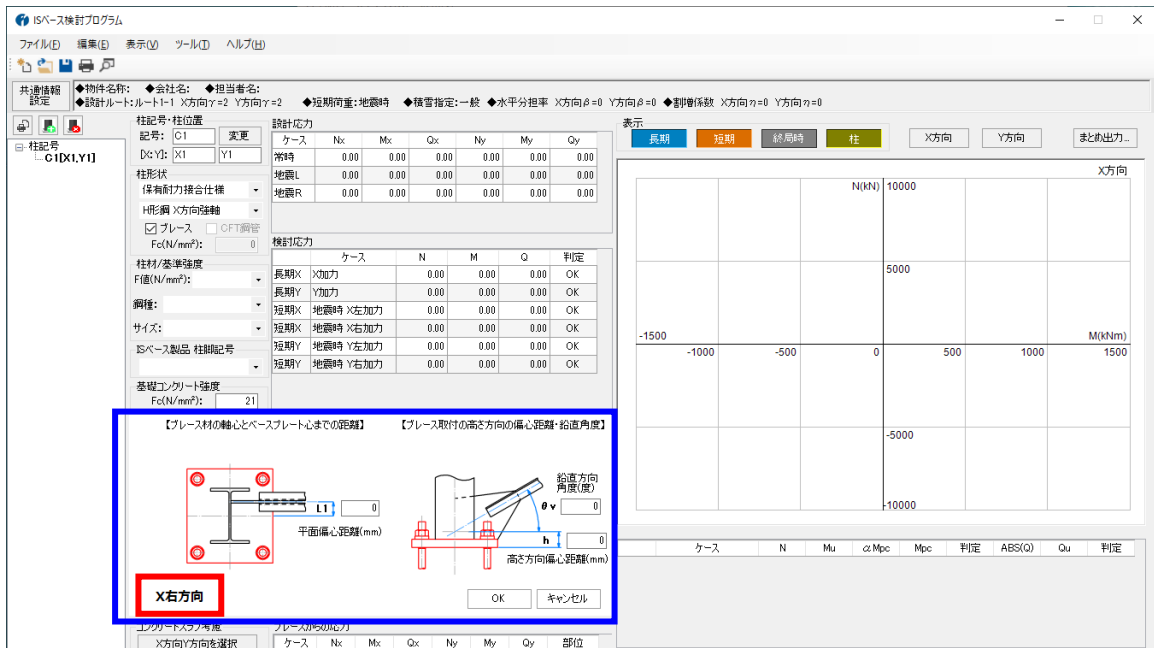 ISベース検討プログラム
ファイル(F) 編集(E) 表示(V) ツール(T) ヘルプ(H)
共通情報設定
◆物件名称: ◆会社名: ◆担当者名:
◆設計ルート:ルート1-1 X方向γ=2 Y方向γ=2 ◆短期荷重:地震時 ◆積雪指定:一般 ◆水平分担率 X方向β=0 Y方向β=0 ◆割増係数 X方向η=0 Y方向η=0
柱記号
C1[X1,Y1]
柱記号・柱位置
記号: C1 変更
[X:Y]: X1 Y1
柱形状
保有耐力接合仕様
H形鋼 X方向強軸
ブレース CFT鋼管
Fc(N/mm²): 0
柱材/基準強度
F値(N/mm²):
鋼種:
サイズ:
ISベース製品 柱脚記号
基礎コンクリート強度
Fc(N/mm²): 21
設計応力
ケース Nx Mx Qx Ny My Qy
常時 0.00 0.00 0.00 0.00 0.00 0.00
地震L 0.00 0.00 0.00 0.00 0.00 0.00
地震R 0.00 0.00 0.00 0.00 0.00 0.00
検討応力
ケース N M Q 判定
長期X X加力 0.00 0.00 0.00 OK
長期Y Y加力 0.00 0.00 0.00 OK
短期X 地震時 X左加力 0.00 0.00 0.00 OK
短期X 地震時 X右加力 0.00 0.00 0.00 OK
短期Y 地震時 Y左加力 0.00 0.00 0.00 OK
短期Y 地震時 Y右加力 0.00 0.00 0.00 OK
表示
長期 短期 終局時 柱 X方向 Y方向 まとめ出力...
X方向
N(kN) 10000
5000
-1500 M(kNm)
-1000 -500 0 500 1000 1500
-5000
-10000
ケース N Mu αMpc Mpc 判定 ABS(Q) Qu 判定
【ブレース材の軸心とベースプレート心までの距離】
L1 0
平面偏心距離(mm)
【ブレース取付の高さ方向の偏心距離・鉛直角度】
鉛直方向
角度(度)
θv 0
h 0
高さ方向偏心距離(mm)
X右方向
OK キャンセル
コンクリートスラブ考慮
X方向Y方向を選択
ブレースからの応力
ケース Nx Mx Qx Ny My Qy 部位